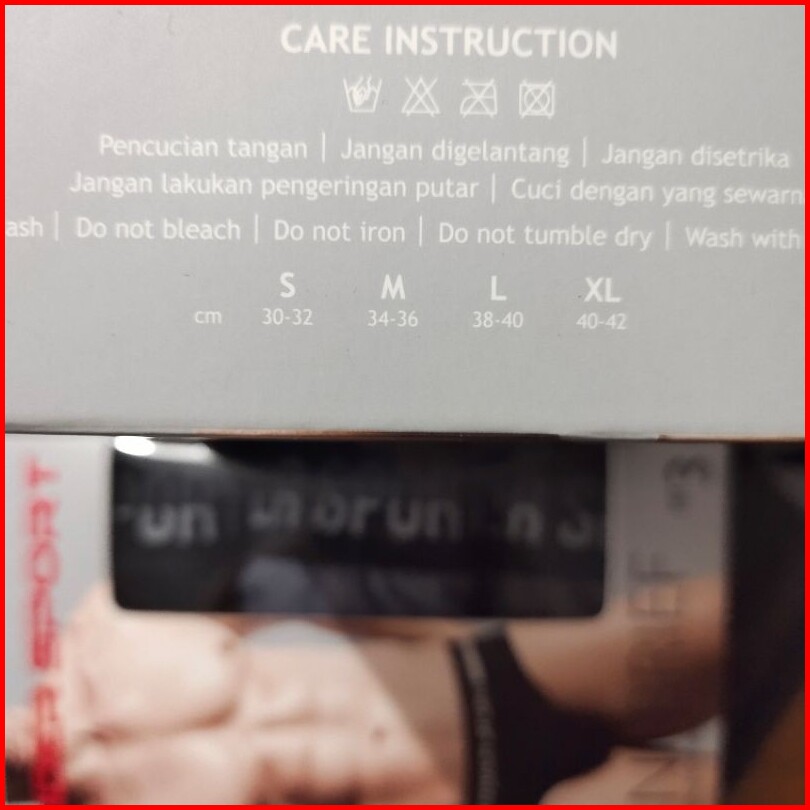 CARE INSTRUCTION
Pencucian tangan | Jangan digelantang | Jangan disetrika
Jangan lakukan pengeringan putar | Cuci dengan yang sewarn
ash | Do not bleach | Do not iron | Do not tumble dry | Wash with
S M L XL
cm 30-32 34-36 38-40 40-42
SPORT